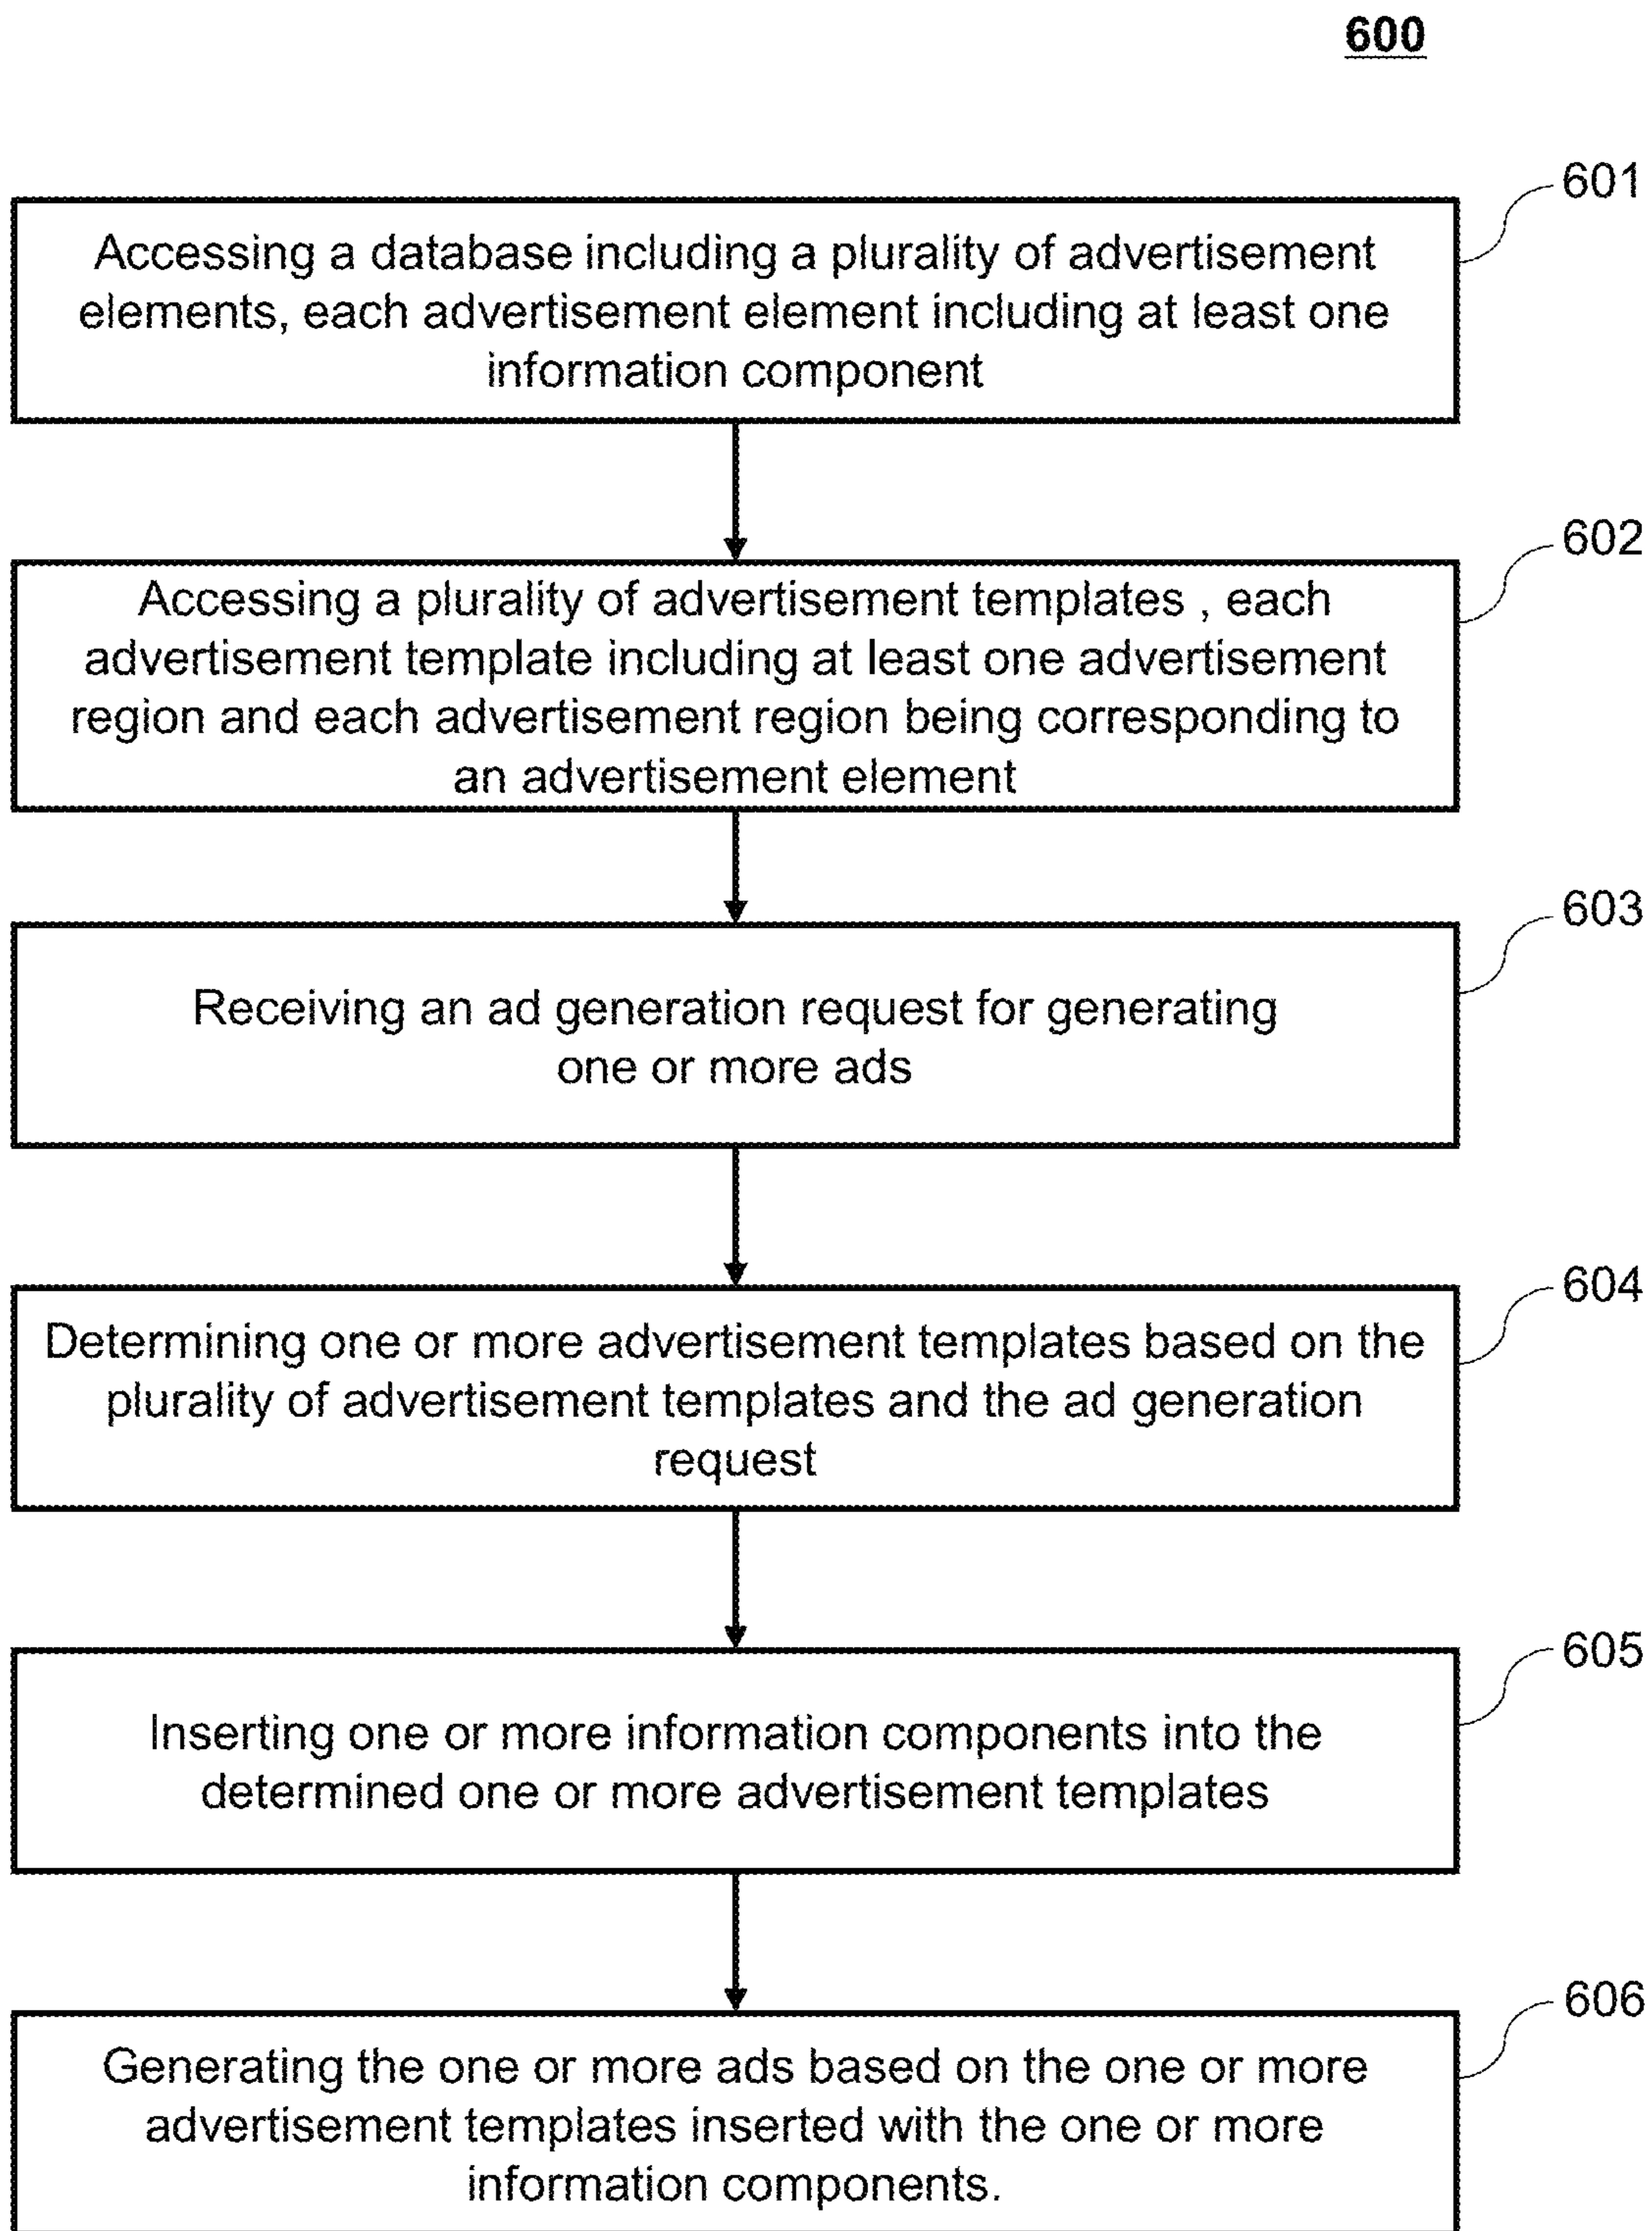 600
601
Accessing a database including a plurality of advertisement
elements, each advertisement element including at least one
information component
602
Accessing a plurality of advertisement templates , each
advertisement template including at least one advertisement
region and each advertisement region being corresponding to
an advertisement element
603
Receiving an ad generation request for generating
one or more ads
604
Determining one or more advertisement templates based on the
plurality of advertisement templates and the ad generation
request
605
Inserting one or more information components into the
determined one or more advertisement templates
606
Generating the one or more ads based on the one or more
advertisement templates inserted with the one or more
information components.